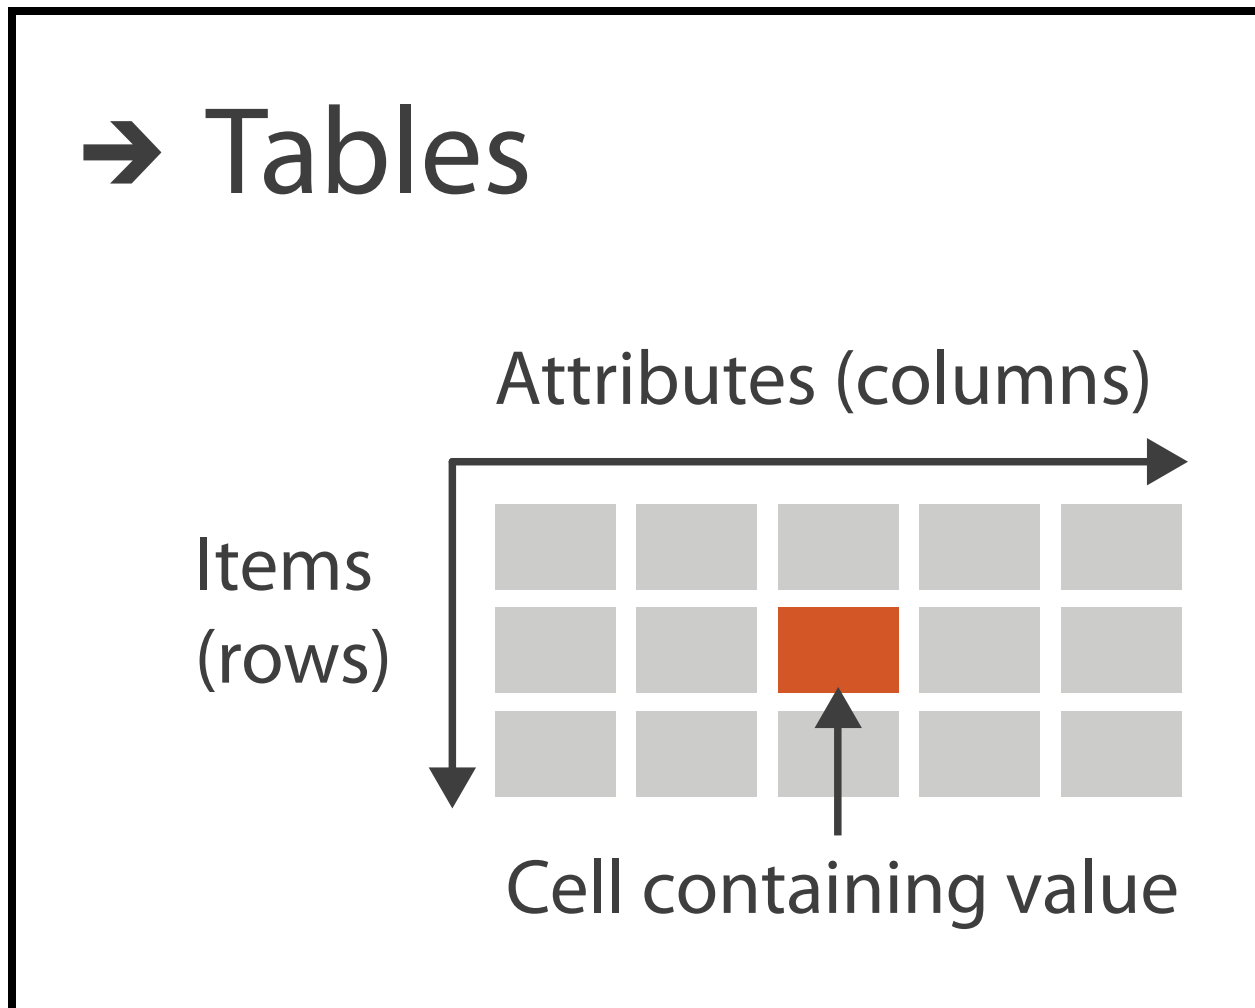 Tables
Attributes (columns)
Items
(rows)
Cell containing value